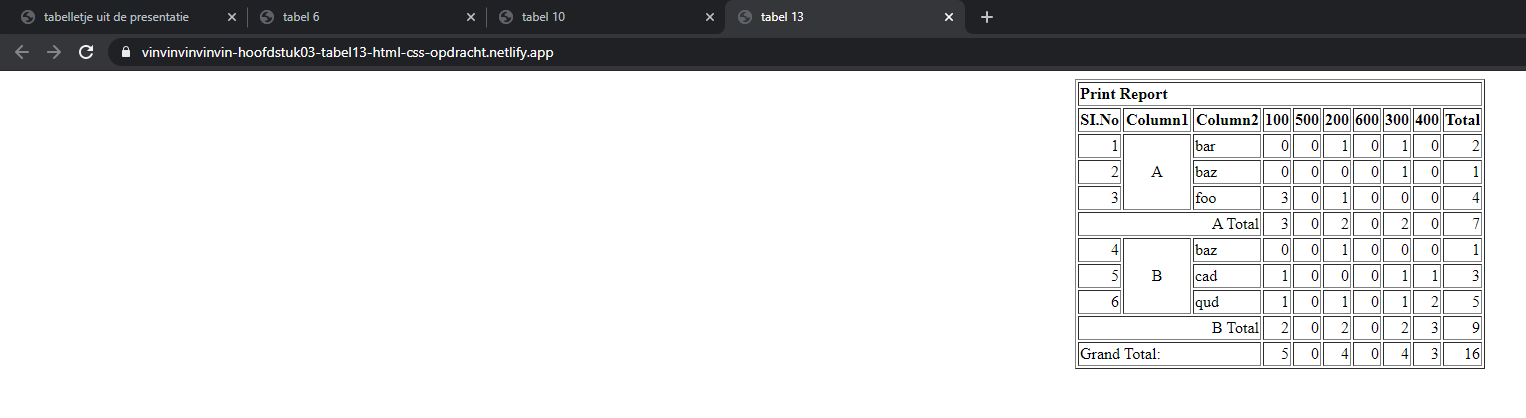 tabelletje uit de presentatie tabel 6 tabel 10 tabel 13
vinvinvinvinvin-hoofdstuk03-tabel13-html-css-opdracht.netlify.app
Print Report
SI.No Column1 Column2 100 500 200 600 300 400 Total
1 bar 0 0 1 0 1 0 2
2 A baz 0 0 0 0 1 0 1
3 foo 3 0 1 0 0 0 4
A Total 3 0 2 0 2 0 7
4 baz 0 0 1 0 0 0 1
5 B cad 1 0 0 0 1 1 3
6 qud 1 0 1 0 1 2 5
B Total 2 0 2 0 2 3 9
Grand Total: 5 0 4 0 4 3 16